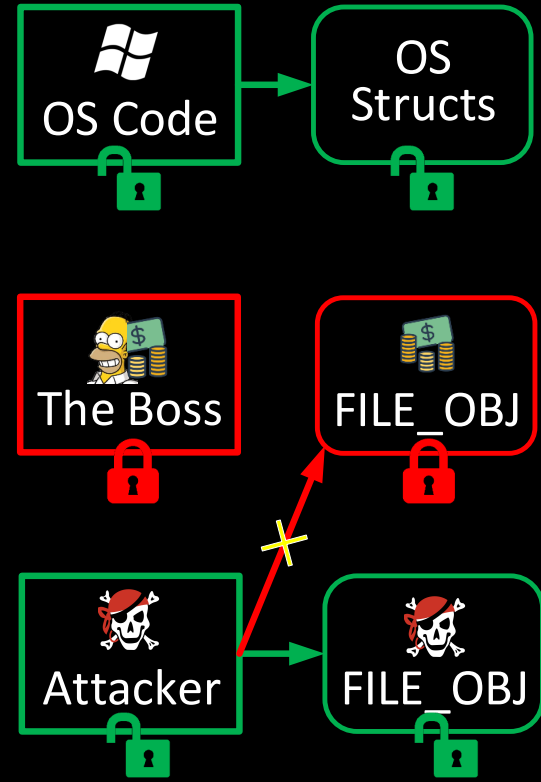 OS Code
OS
Structs
$
The Boss
$
FILE_OBJ
Attacker
FILE_OBJ